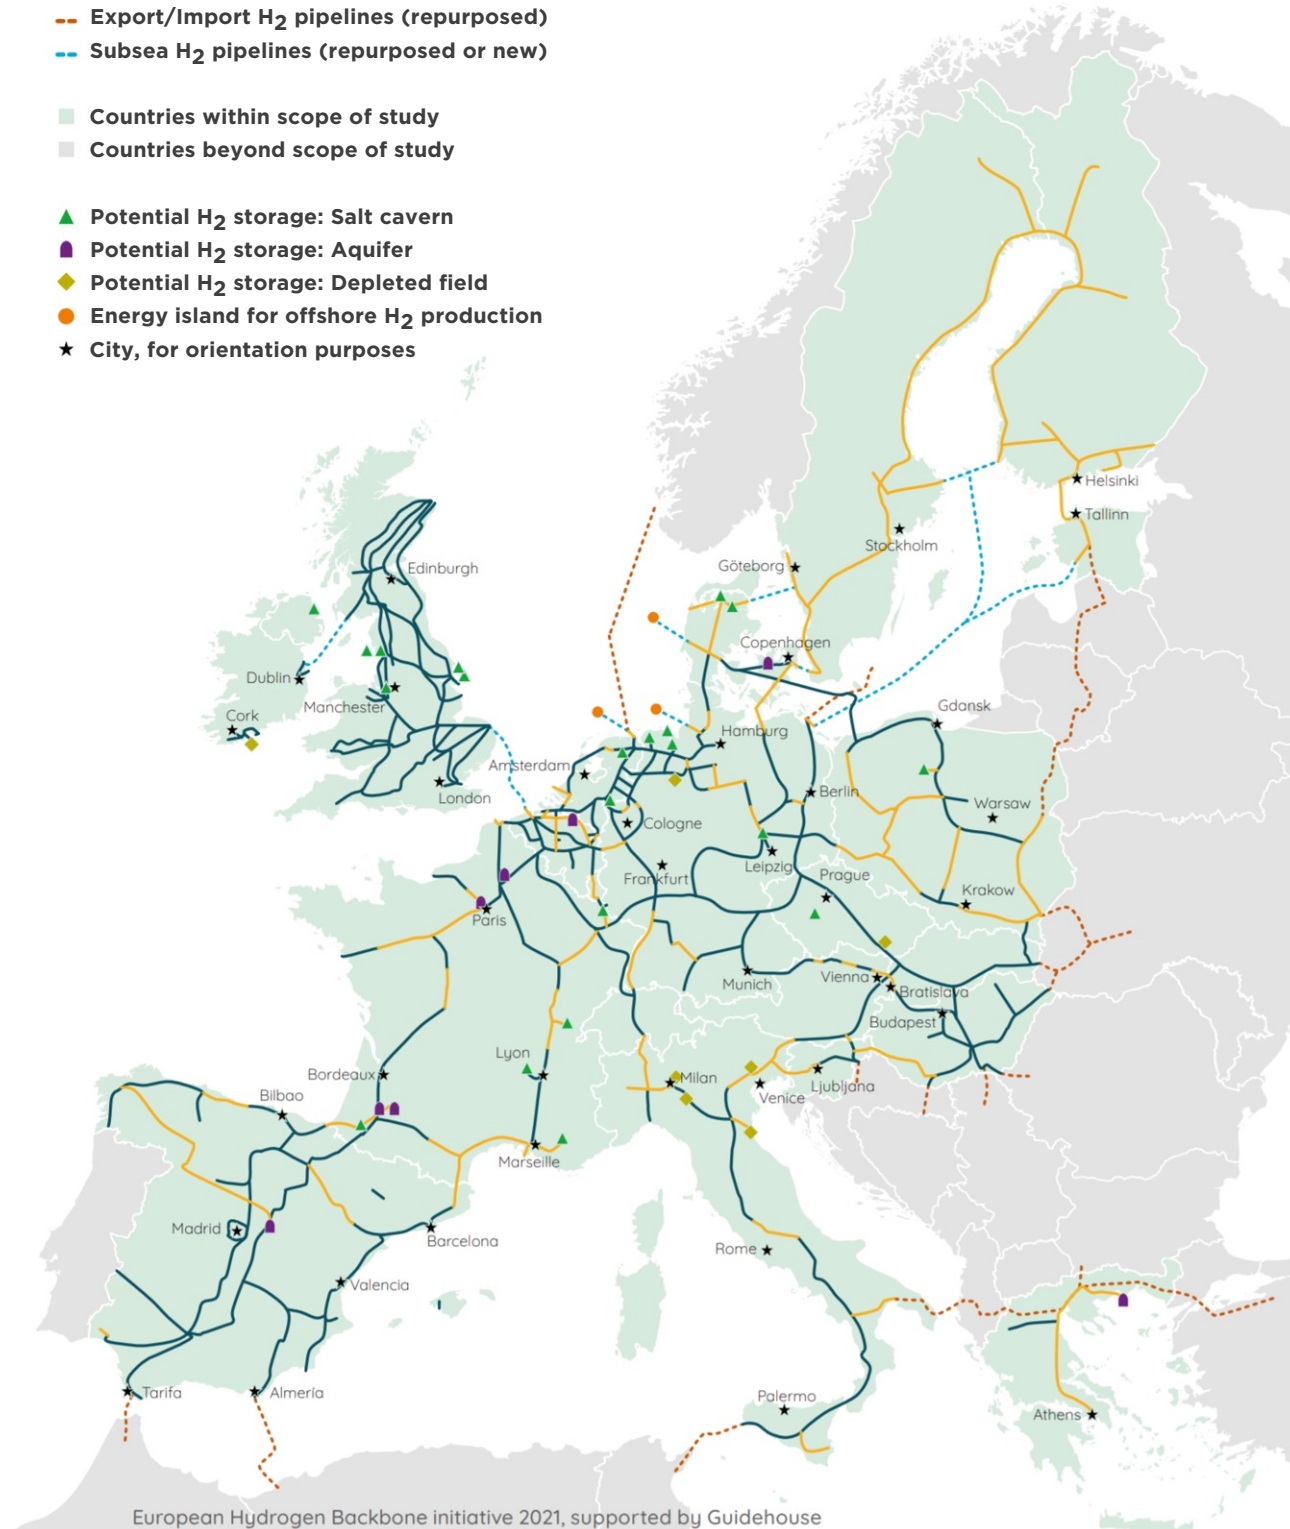 Export/Import H2 pipelines (repurposed)
Subsea H2 pipelines (repurposed or new)
Countries within scope of study
Countries beyond scope of study
Potential H2 storage: Salt cavern
Potential H2 storage: Aquifer
Potential H2 storage: Depleted field
Energy island for offshore H2 production
City, for orientation purposes
Helsinki
Tallinn
Stockholm
Göteborg
Edinburgh
Copenhagen
Dublin
Manchester
Cork
Gdansk
Hamburg
Amsterdam
Berlin
London
Warsaw
Cologne
Leipzig
Frankfurt
Prague
Krakow
Paris
Munich
Vienna
Bratislava
Budapest
Lyon
Bordeaux
Milan
Ljubljana
Bilbao
Venice
Marseille
Madrid
Barcelona
Rome
Valencia
Tarifa
Almería
Palermo
Athens
European Hydrogen Backbone initiative 2021, supported by Guidehouse